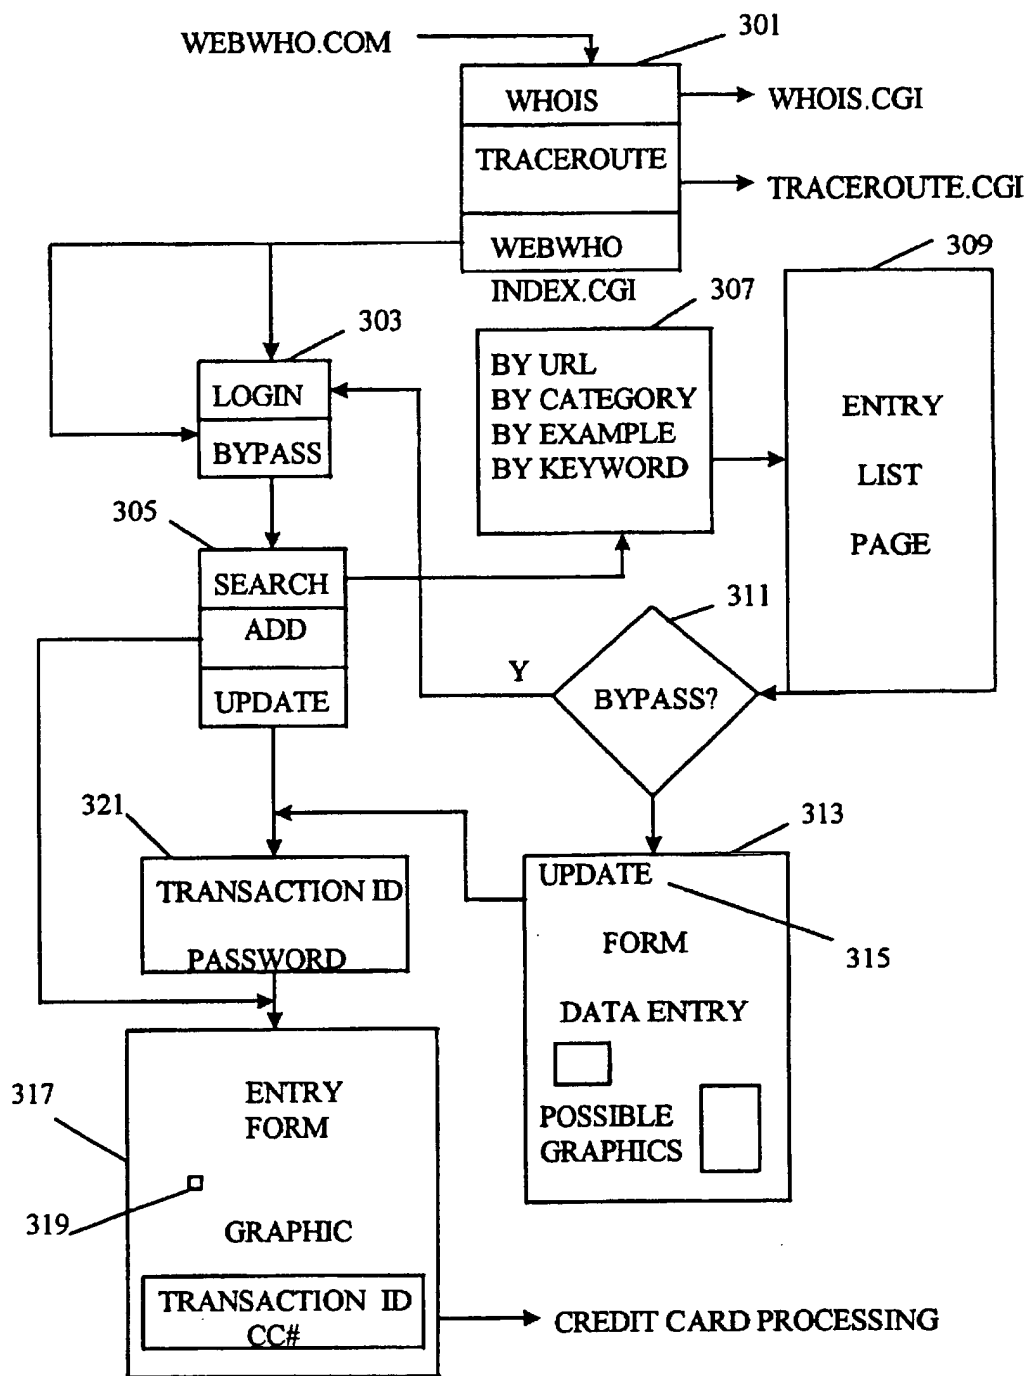 WEBWHO.COM
301
WHOIS
WHOIS.CGI
TRACEROUTE
TRACEROUTE.CGI
WEBWHO
INDEX.CGI
309
307
303
BY URL
BY CATEGORY
BY EXAMPLE
BY KEYWORD
LOGIN
BYPASS
ENTRY
LIST
PAGE
305
SEARCH
ADD
UPDATE
311
Y
BYPASS?
321
TRANSACTION ID
PASSWORD
313
UPDATE
315
FORM
DATA ENTRY
POSSIBLE
GRAPHICS
317
ENTRY
FORM
319
GRAPHIC
TRANSACTION ID
CC#
CREDIT CARD PROCESSING